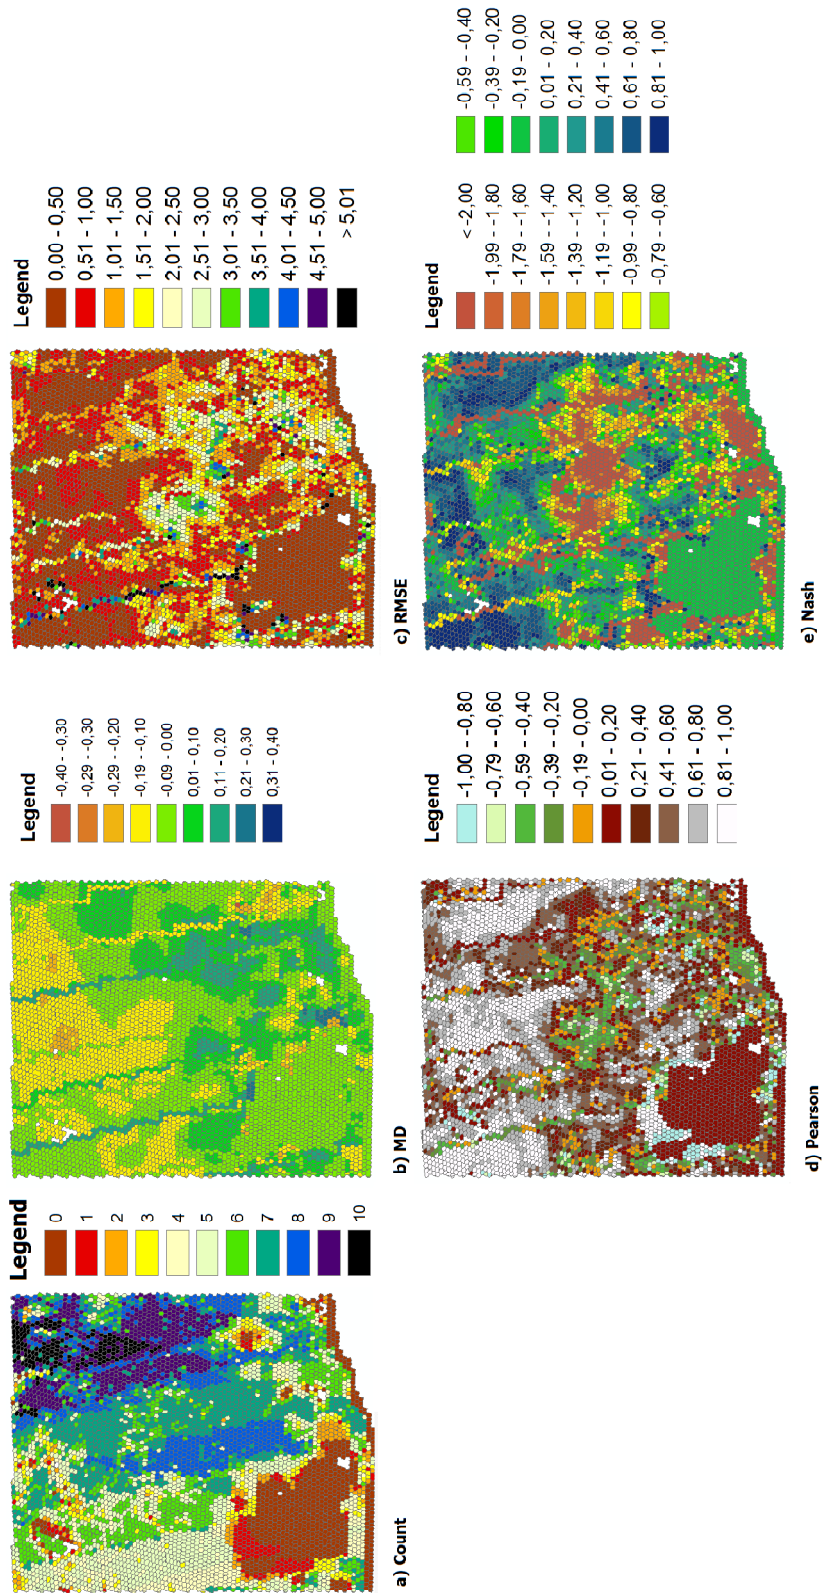 Legend
0
1
2
3
4
5
6
7
8
9
10
a) Count
Legend
-0,40 - -0,30
-0,29 - -0,30
-0,29 - -0,20
-0,19 - -0,10
-0,09 - 0,00
0,01 - 0,10
0,11 - 0,20
0,21 - 0,30
0,31 - 0,40
b) MD
Legend
0,00 - 0,50
0,51 - 1,00
1,01 - 1,50
1,51 - 2,00
2,01 - 2,50
2,51 - 3,00
3,01 - 3,50
3,51 - 4,00
4,01 - 4,50
4,51 - 5,00
> 5,01
c) RMSE
Legend
-1,00 - -0,80
-0,79 - -0,60
-0,59 - -0,40
-0,39 - -0,20
-0,19 - 0,00
0,01 - 0,20
0,21 - 0,40
0,41 - 0,60
0,61 - 0,80
0,81 - 1,00
d) Pearson
Legend
< -2,00
-1,99 - -1,80
-1,79 - -1,60
-1,59 - -1,40
-1,39 - -1,20
-1,19 - -1,00
-0,99 - -0,80
-0,79 - -0,60
-0,59 - -0,40
-0,39 - -0,20
-0,19 - 0,00
0,01 - 0,20
0,21 - 0,40
0,41 - 0,60
0,61 - 0,80
0,81 - 1,00
e) Nash